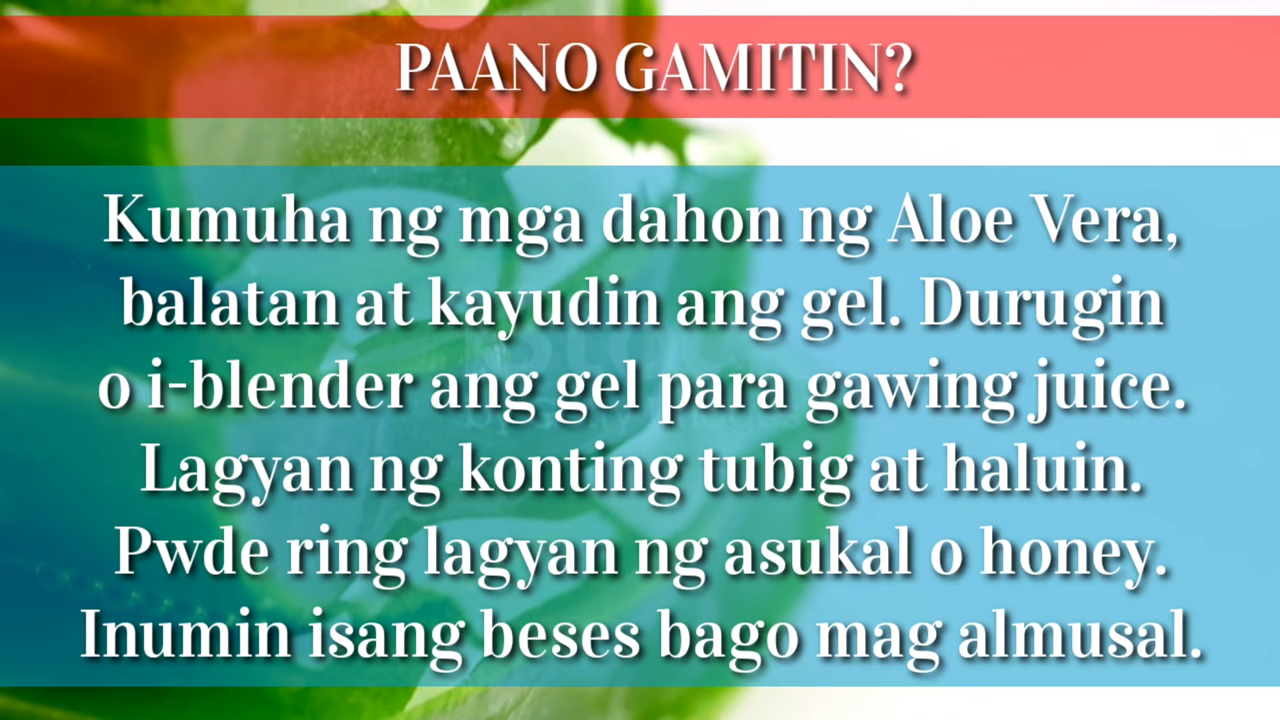 PAANO GAMITIN?
Kumuha ng mga dahon ng Aloe Vera,
balatan at kayudin ang gel. Durugin
o i-blender ang gel para gawing juice.
Lagyan ng konting tubig at haluin.
Pwde ring lagyan ng asukal o honey.
Inumin isang beses bago mag almusal.